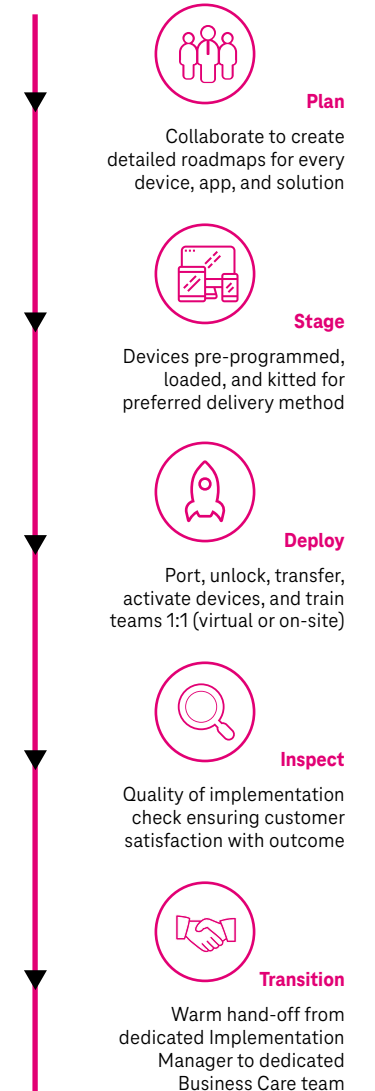 Plan
Collaborate to create
detailed roadmaps for every
device, app, and solution
Stage
Devices pre-programmed,
loaded, and kitted for
preferred delivery method
Deploy
Port, unlock, transfer,
activate devices, and train
teams 1:1 (virtual or on-site)
Inspect
Quality of implementation
check ensuring customer
satisfaction with outcome
Transition
Warm hand-off from
dedicated Implementation
Manager to dedicated
Business Care team